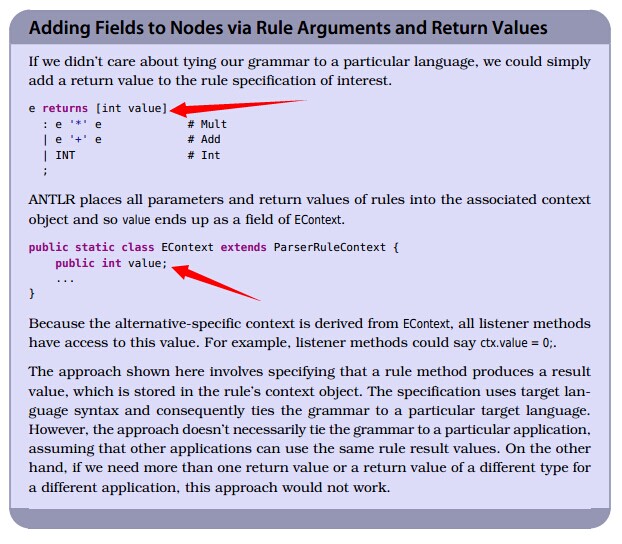 Adding Fields to Nodes via Rule Arguments and Return Values
If we didn't care about tying our grammar to a particular language, we could simply
add a return value to the rule specification of interest.
e returns [int value]
  : e '*' e             # Mult
  | e '+' e             # Add
  | INT                 # Int
  ;
ANTLR places all parameters and return values of rules into the associated context
object and so value ends up as a field of EContext.
public static class EContext extends ParserRuleContext {
    public int value;
    ...
}
Because the alternative-specific context is derived from EContext, all listener methods
have access to this value. For example, listener methods could say ctx.value = 0;.
The approach shown here involves specifying that a rule method produces a result
value, which is stored in the rule's context object. The specification uses target lan-
guage syntax and consequently ties the grammar to a particular target language.
However, the approach doesn't necessarily tie the grammar to a particular application,
assuming that other applications can use the same rule result values. On the other
hand, if we need more than one return value or a return value of a different type for
a different application, this approach would not work.